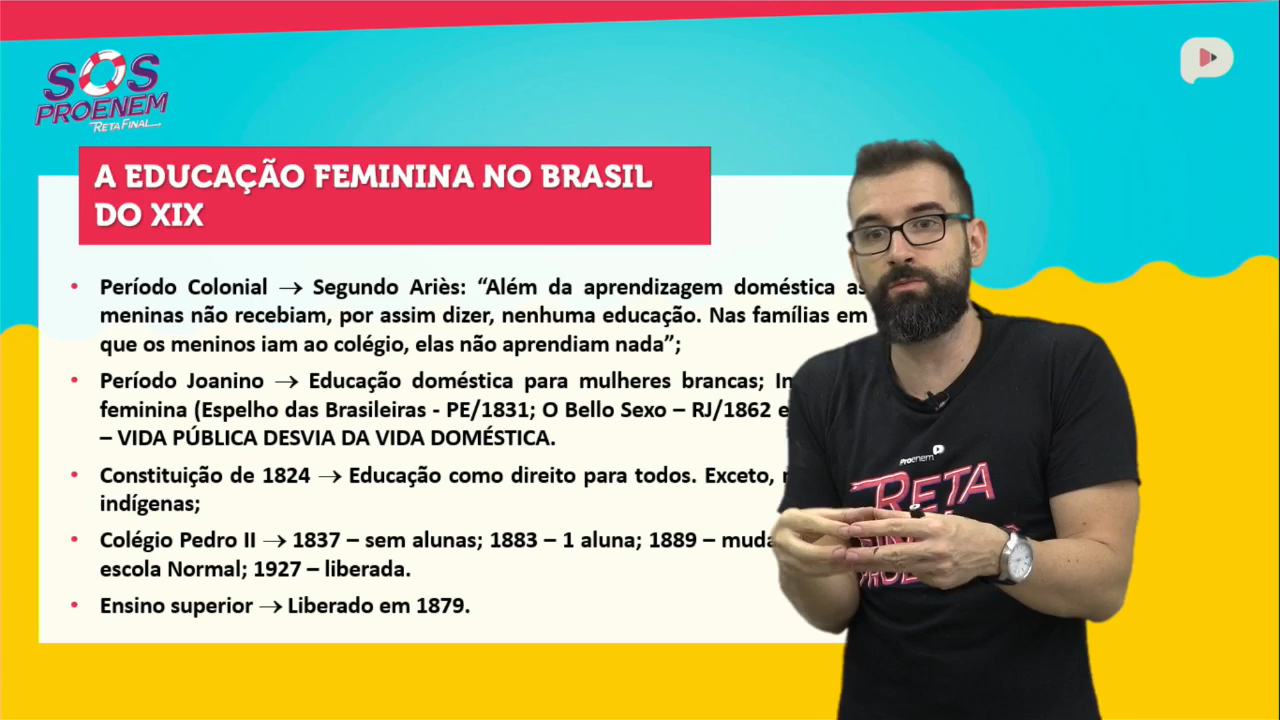 SOS
PROENEM
RETA FINAL
A EDUCAÇÃO FEMININA NO BRASIL
DO XIX
• Período Colonial → Segundo Ariès: “Além da aprendizagem doméstica as
meninas não recebiam, por assim dizer, nenhuma educação. Nas famílias em
que os meninos iam ao colégio, elas não aprendiam nada”;
• Período Joanino → Educação doméstica para mulheres brancas;
feminina (Espelho das Brasileiras - PE/1831; O Bello Sexo – RJ/1862 e
– VIDA PÚBLICA DESVIA DA VIDA DOMÉSTICA.
• Constituição de 1824 → Educação como direito para todos. Exceto,
indígenas;
• Colégio Pedro II → 1837 – sem alunas; 1883 – 1 aluna; 1889 –
escola Normal; 1927 – liberada.
• Ensino superior → Liberado em 1879.
Proenem
RETA